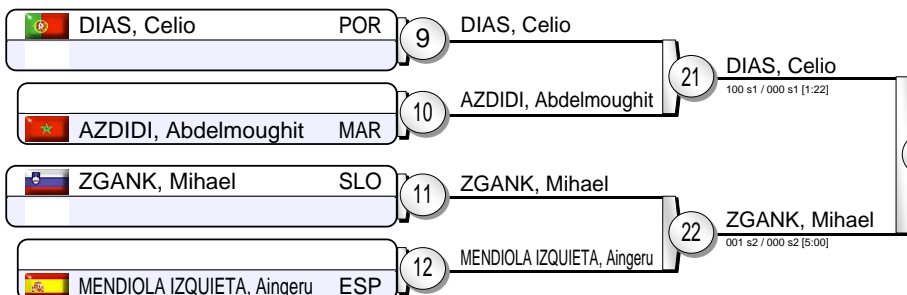 DIAS, Celio POR
9
DIAS, Celio
21
DIAS, Celio
100 s1 / 000 s1 [1:22]
AZDIDI, Abdelmoughit MAR
10
AZDIDI, Abdelmoughit
ZGANK, Mihael SLO
11
ZGANK, Mihael
22
ZGANK, Mihael
001 s2 / 000 s2 [5:00]
MENDIOLA IZQUIETA, Aingeru ESP
12
MENDIOLA IZQUIETA, Aingeru